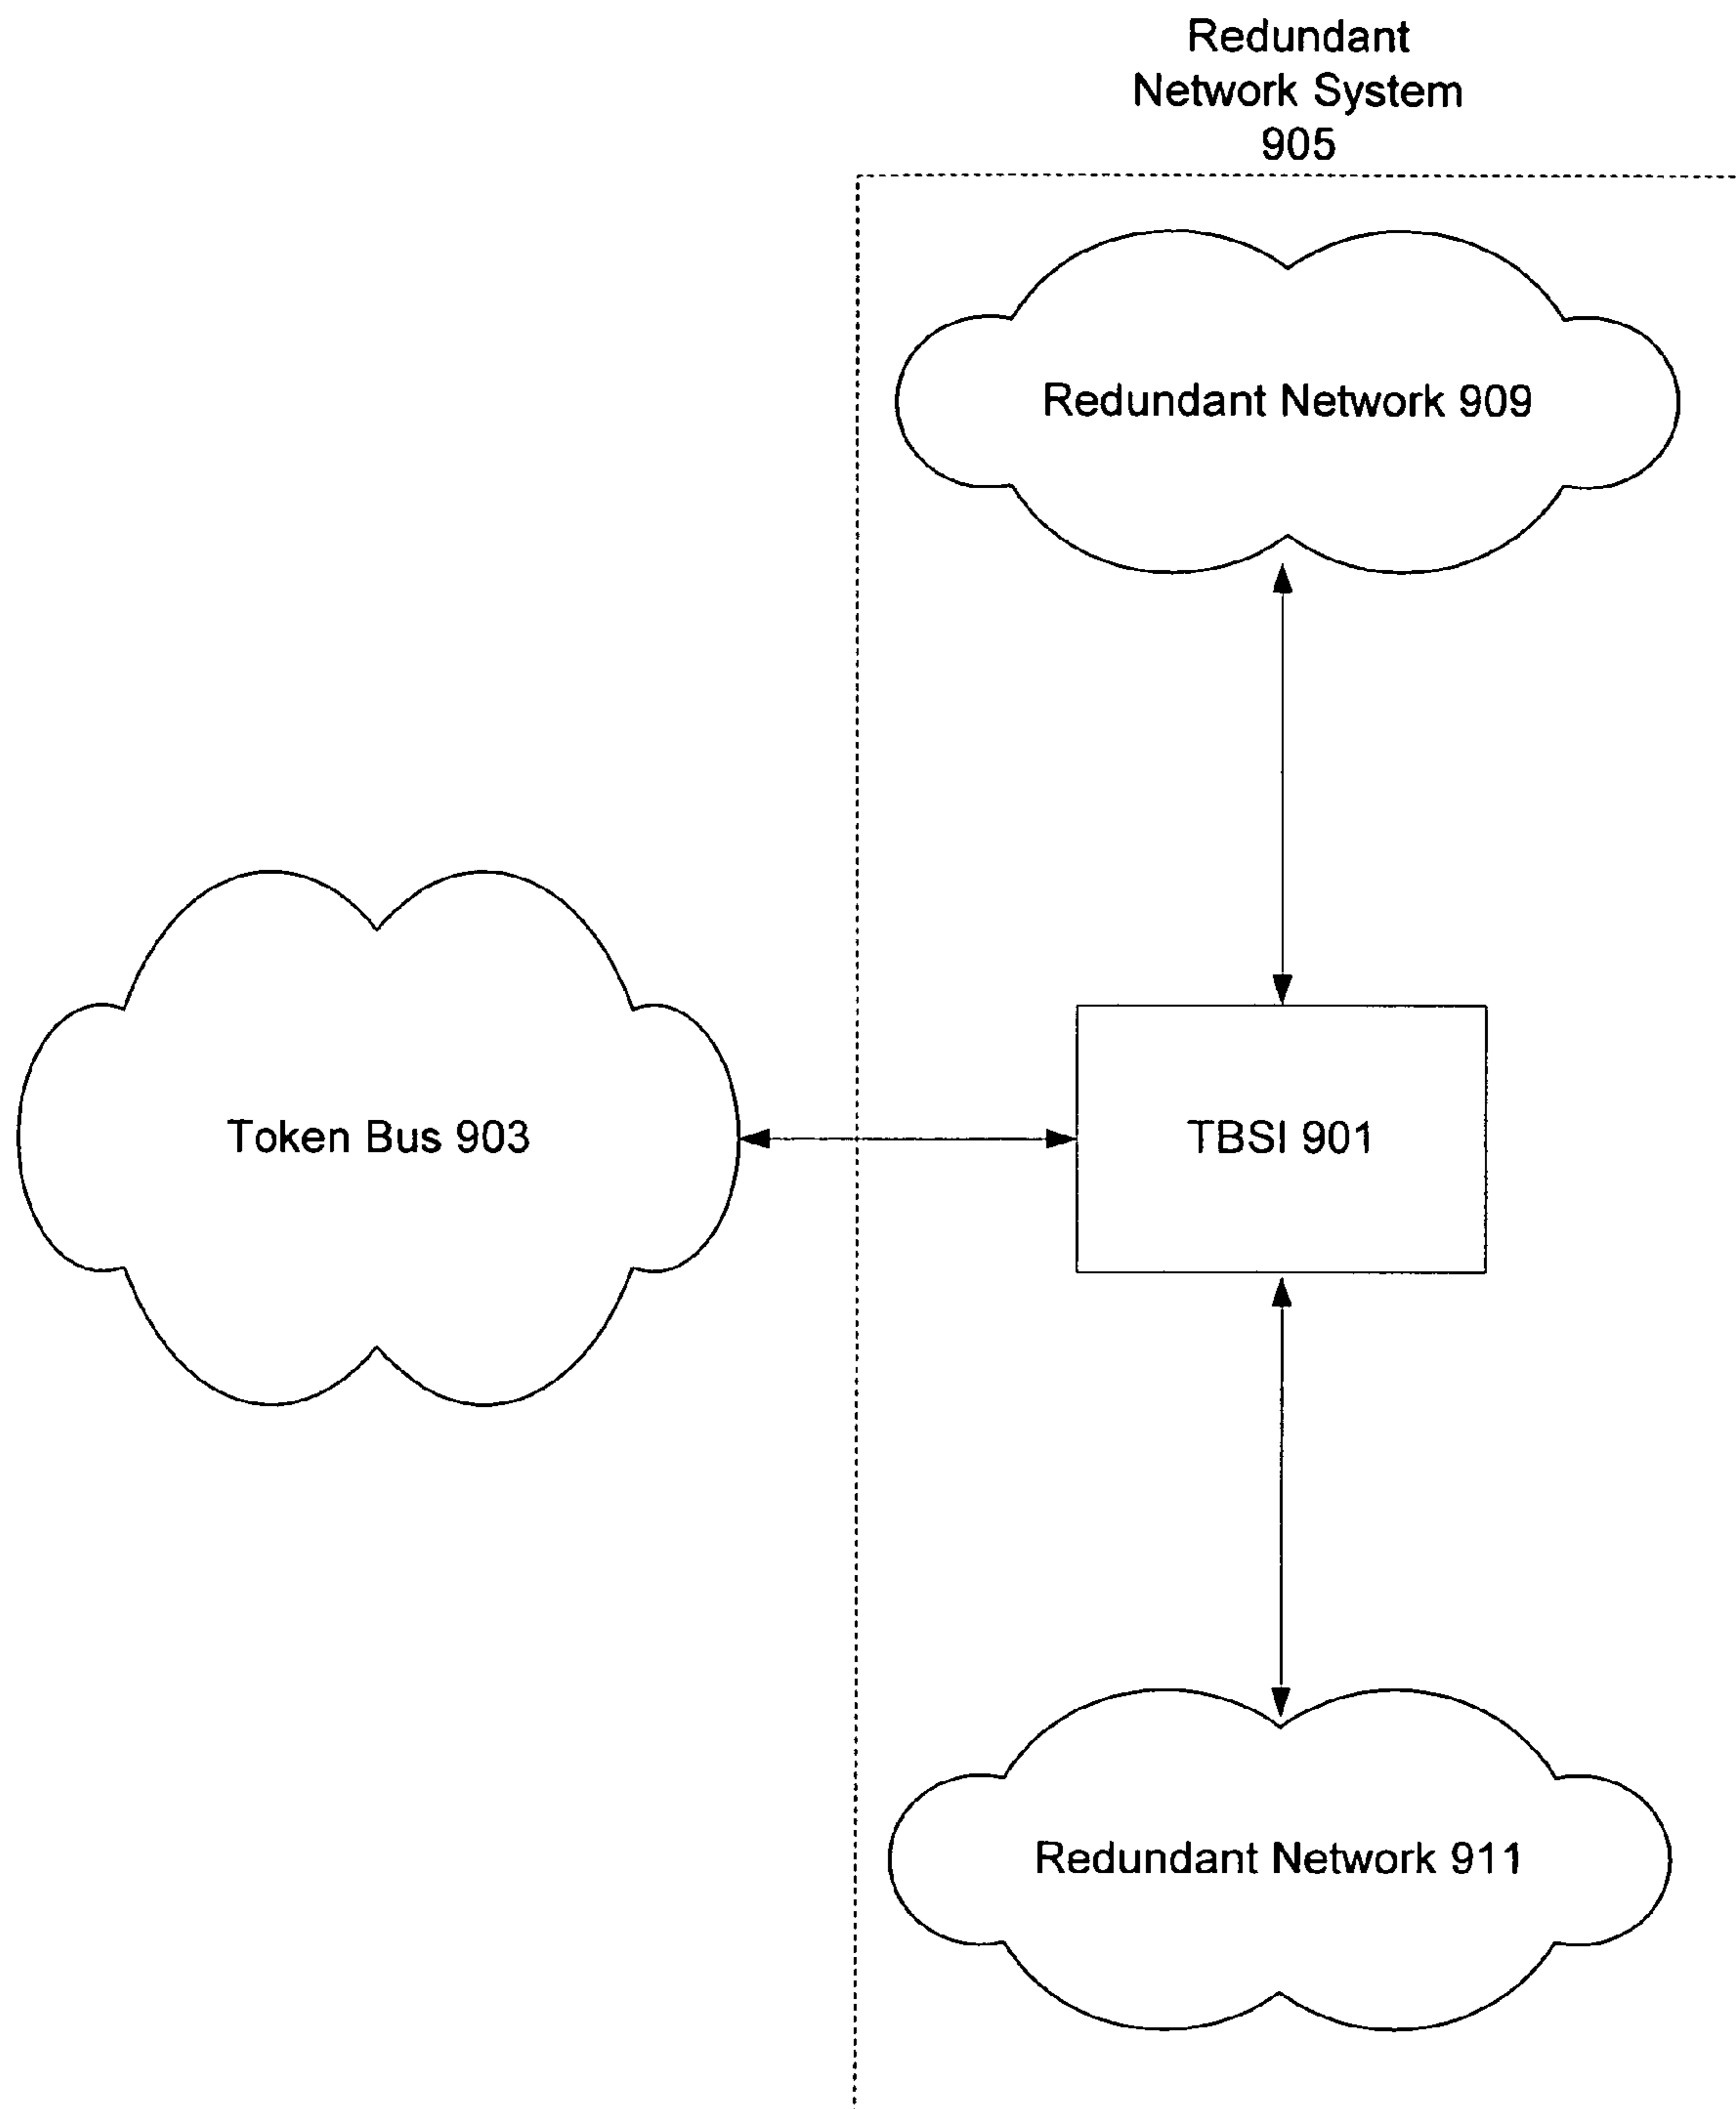 Redundant
Network System
905
Redundant Network 909
Token Bus 903
TBSI 901
Redundant Network 911